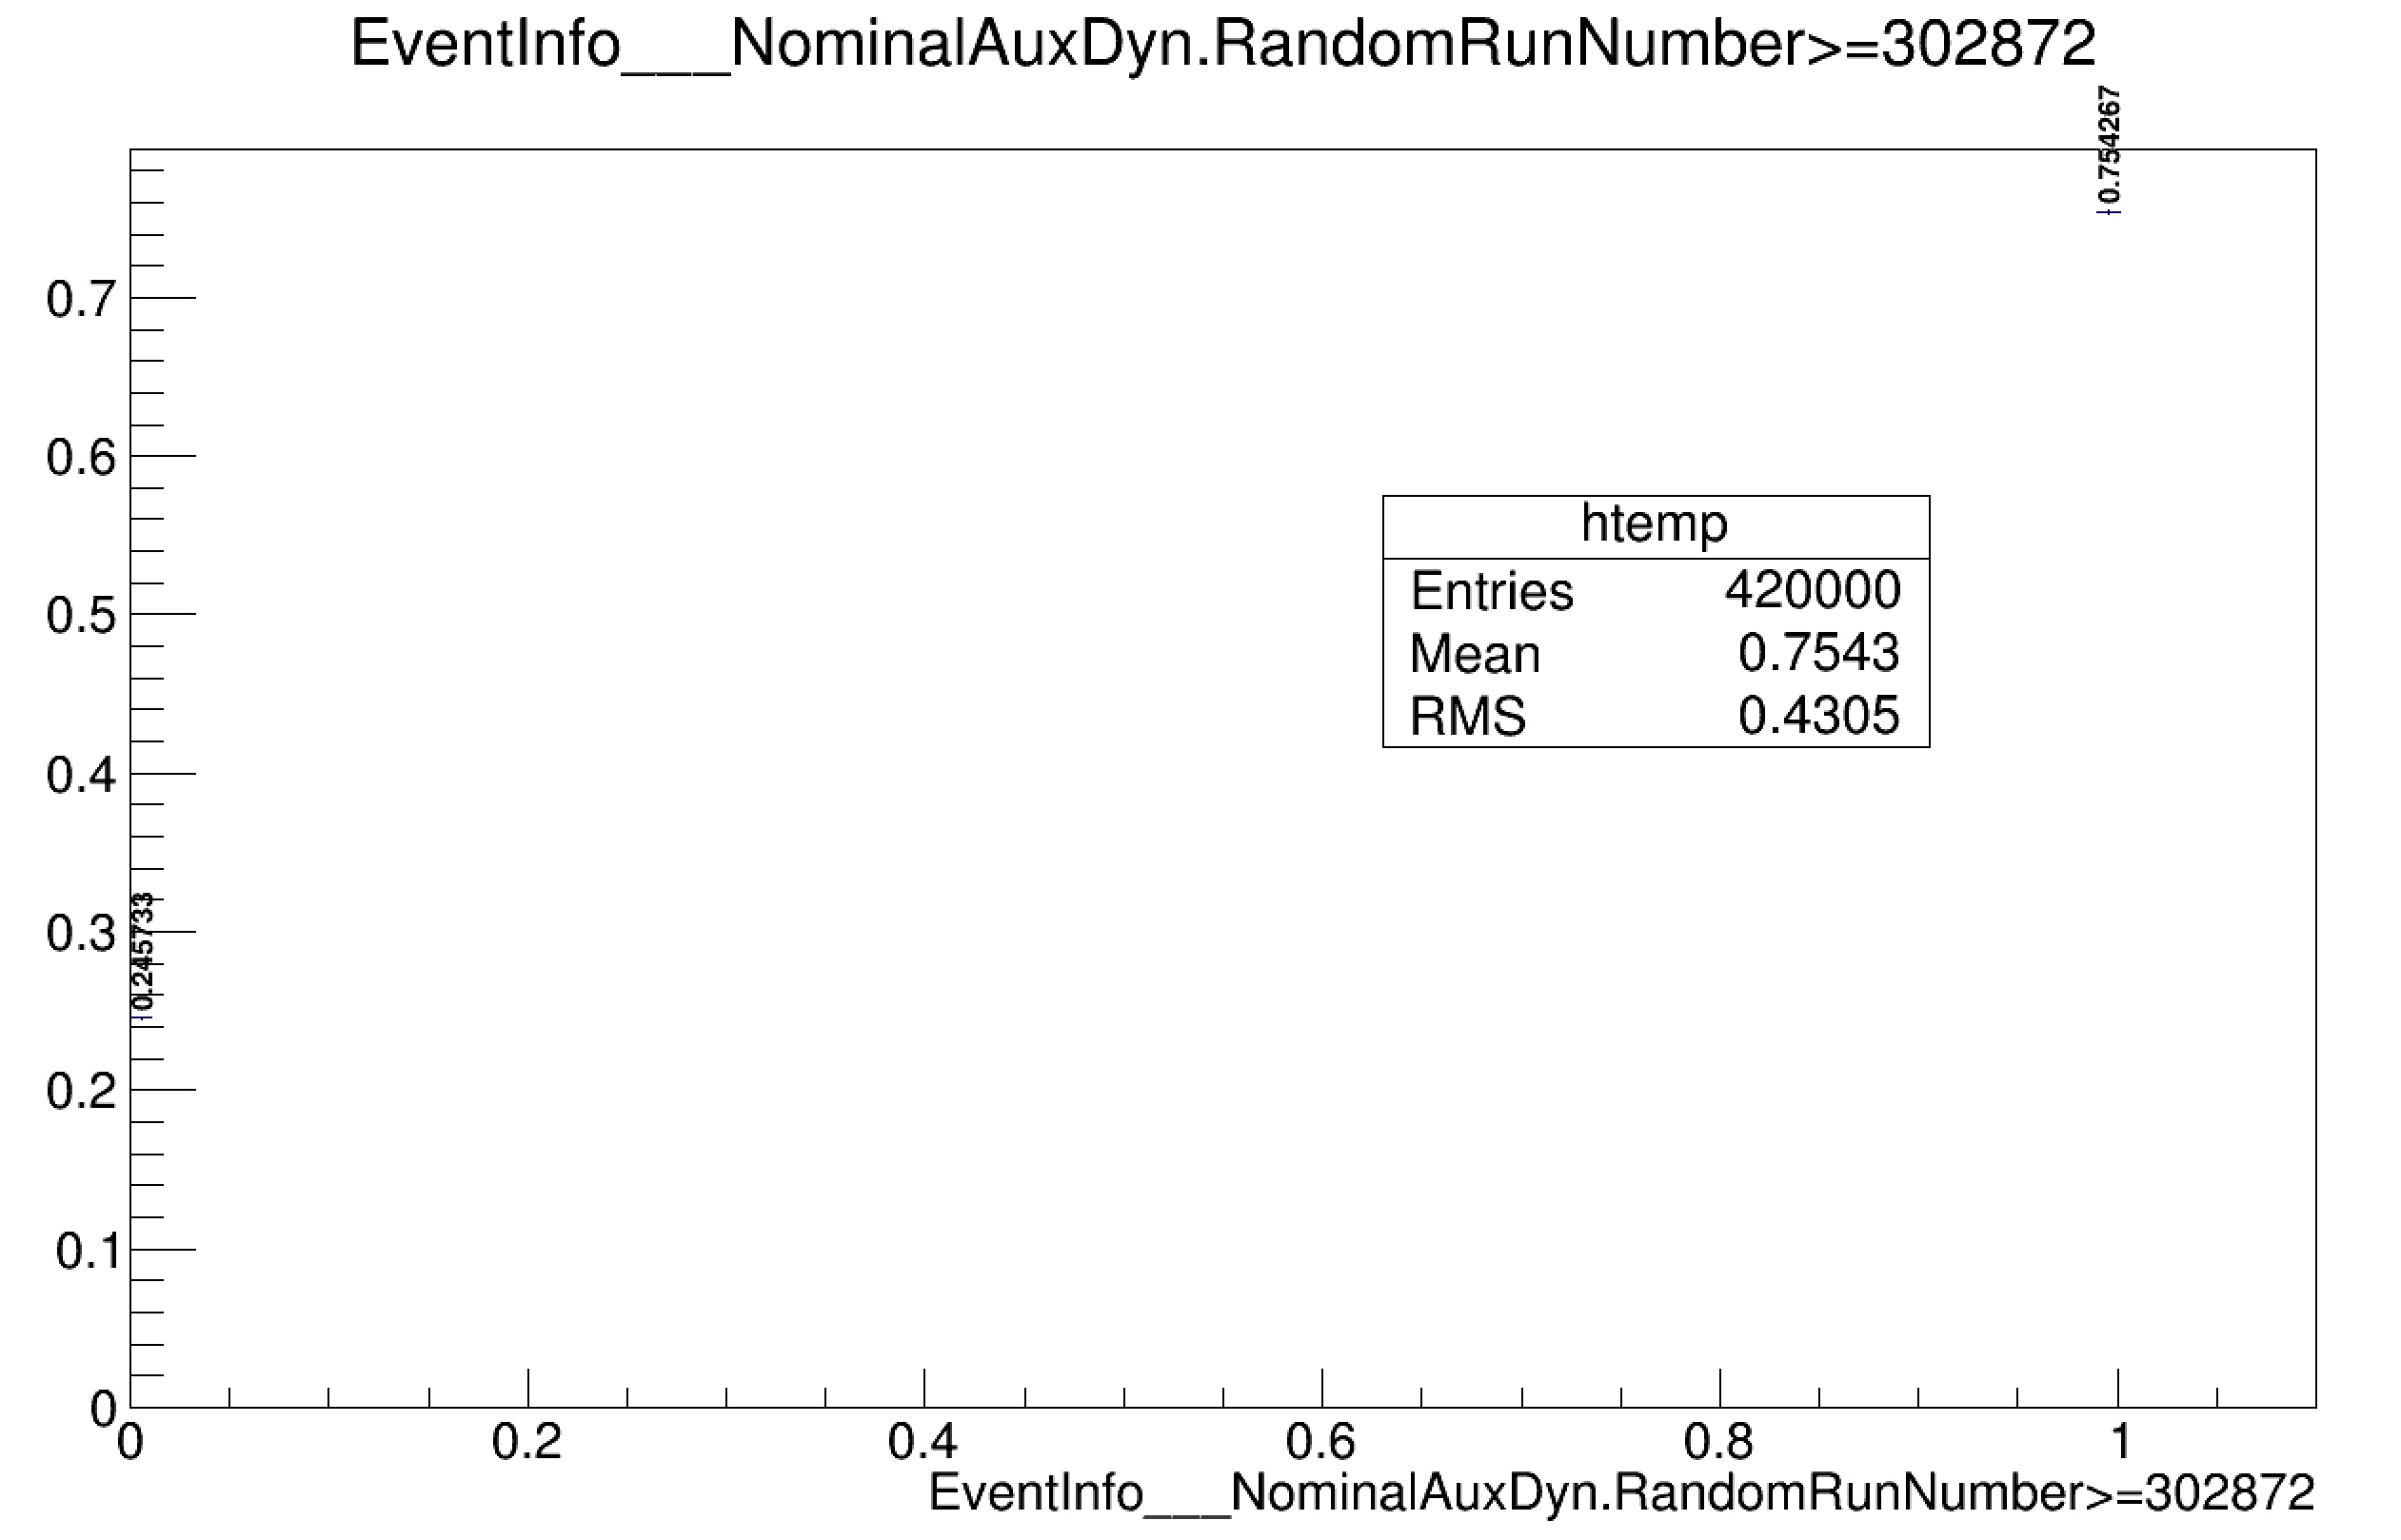 EventInfo___NominalAuxDyn.RandomRunNumber>=302872
0.754267
0.7
0.6
htemp
Entries 420000
Mean 0.7543
RMS 0.4305
0.5
0.4
0.3
0.245733
0.2
0.1
0
0 0.2 0.4 0.6 0.8 1
EventInfo___NominalAuxDyn.RandomRunNumber>=302872